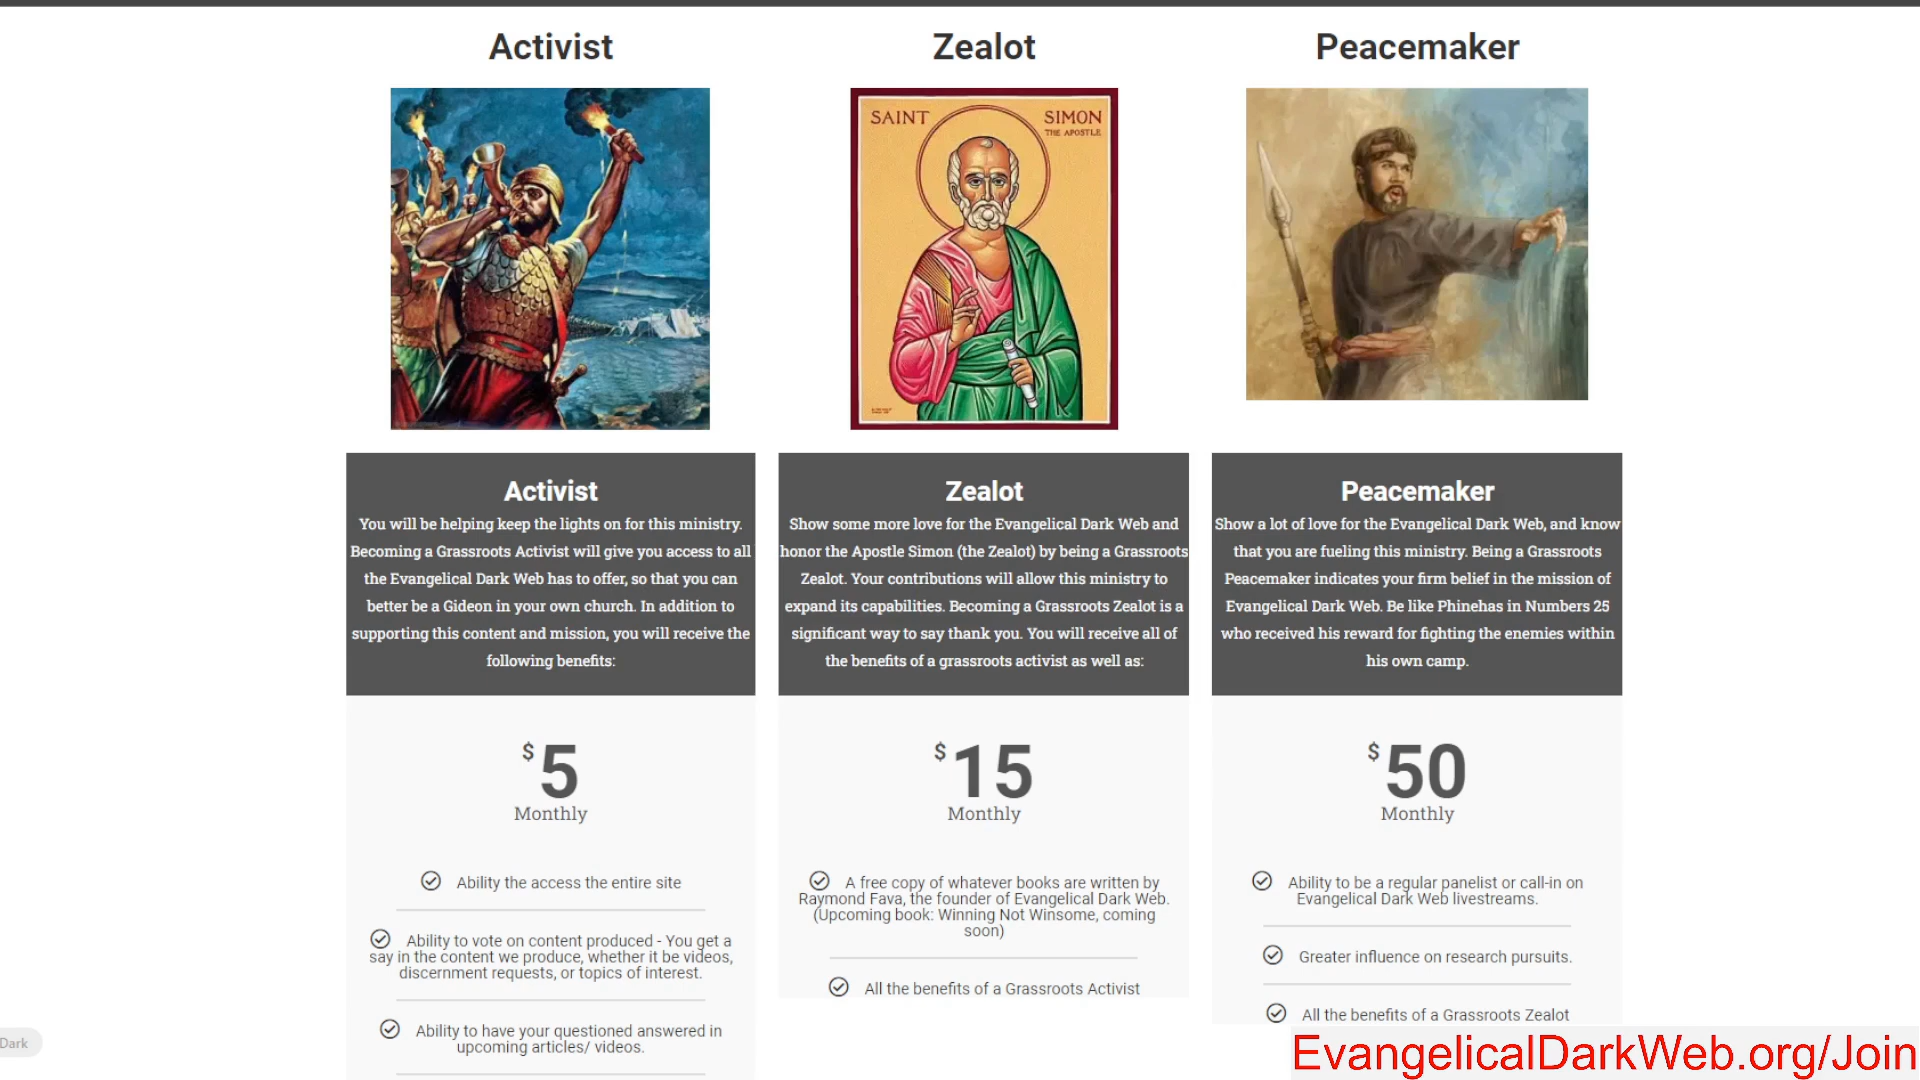 Activist
Zealot
Peacemaker
SAINT
SIMON
THE APOSTLE
Activist
You will be helping keep the lights on for this ministry.
Becoming a Grassroots Activist will give you access to all
the Evangelical Dark Web has to offer, so that you can
better be a Gideon in your own church. In addition to
supporting this content and mission, you will receive the
following benefits:
$5
Monthly
Ability the access the entire site
Ability to vote on content produced - You get a
say in the content we produce, whether it be videos,
discernment requests, or topics of interest.
Ability to have your questioned answered in
upcoming articles/ videos.
Zealot
Show some more love for the Evangelical Dark Web and
honor the Apostle Simon (the Zealot) by being a Grassroots
Zealot. Your contributions will allow this ministry to
expand its capabilities. Becoming a Grassroots Zealot is a
significant way to say thank you. You will receive all of
the benefits of a grassroots activist as well as:
$15
Monthly
A free copy of whatever books are written by
Raymond Fava, the founder of Evangelical Dark Web.
(Upcoming book: Winning Not Winsome, coming
soon)
All the benefits of a Grassroots Activist
Peacemaker
Show a lot of love for the Evangelical Dark Web, and know
that you are fueling this ministry. Being a Grassroots
Peacemaker indicates your firm belief in the mission of
Evangelical Dark Web. Be like Phinehas in Numbers 25
who received his reward for fighting the enemies within
his own camp.
$50
Monthly
Ability to be a regular panelist or call-in on
Evangelical Dark Web livestreams.
Greater influence on research pursuits.
All the benefits of a Grassroots Zealot
Dark
EvangelicalDarkWeb.org/Join